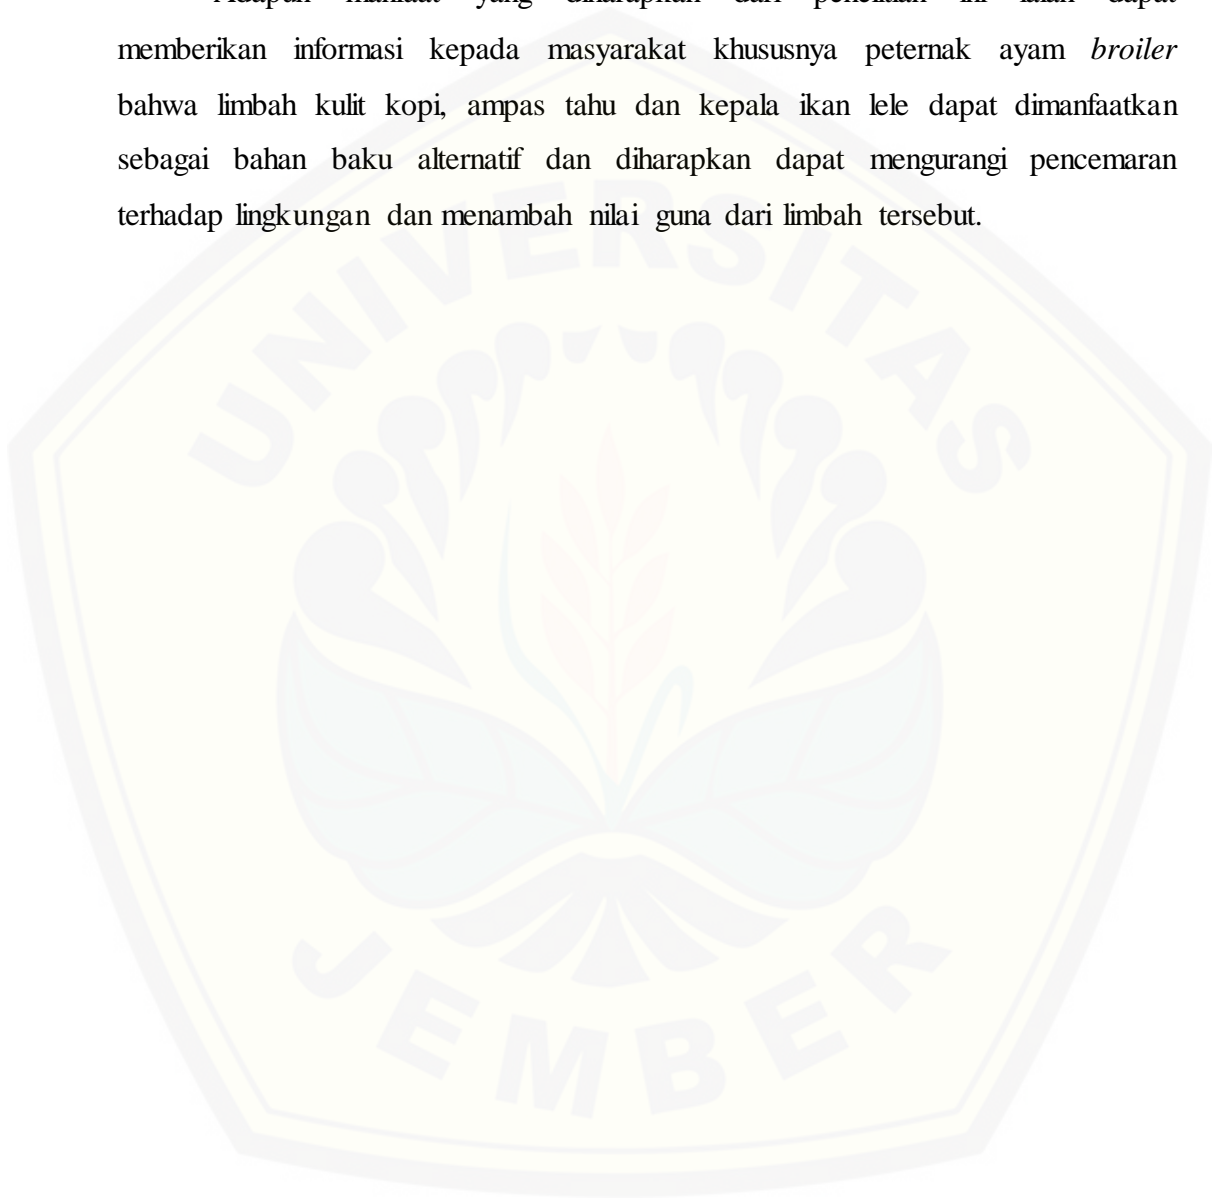 Adapun manfaat yang diharapkan dari penelitian ini ialah dapat
memberikan informasi kepada masyarakat khususnya peternak ayam broiler
bahwa limbah kulit kopi, ampas tahu dan kepala ikan lele dapat dimanfaatkan
sebagai bahan baku alternatif dan diharapkan dapat mengurangi pencemaran
terhadap lingkungan dan menambah nilai guna dari limbah tersebut.
UNIVERSITAS
JEMBER